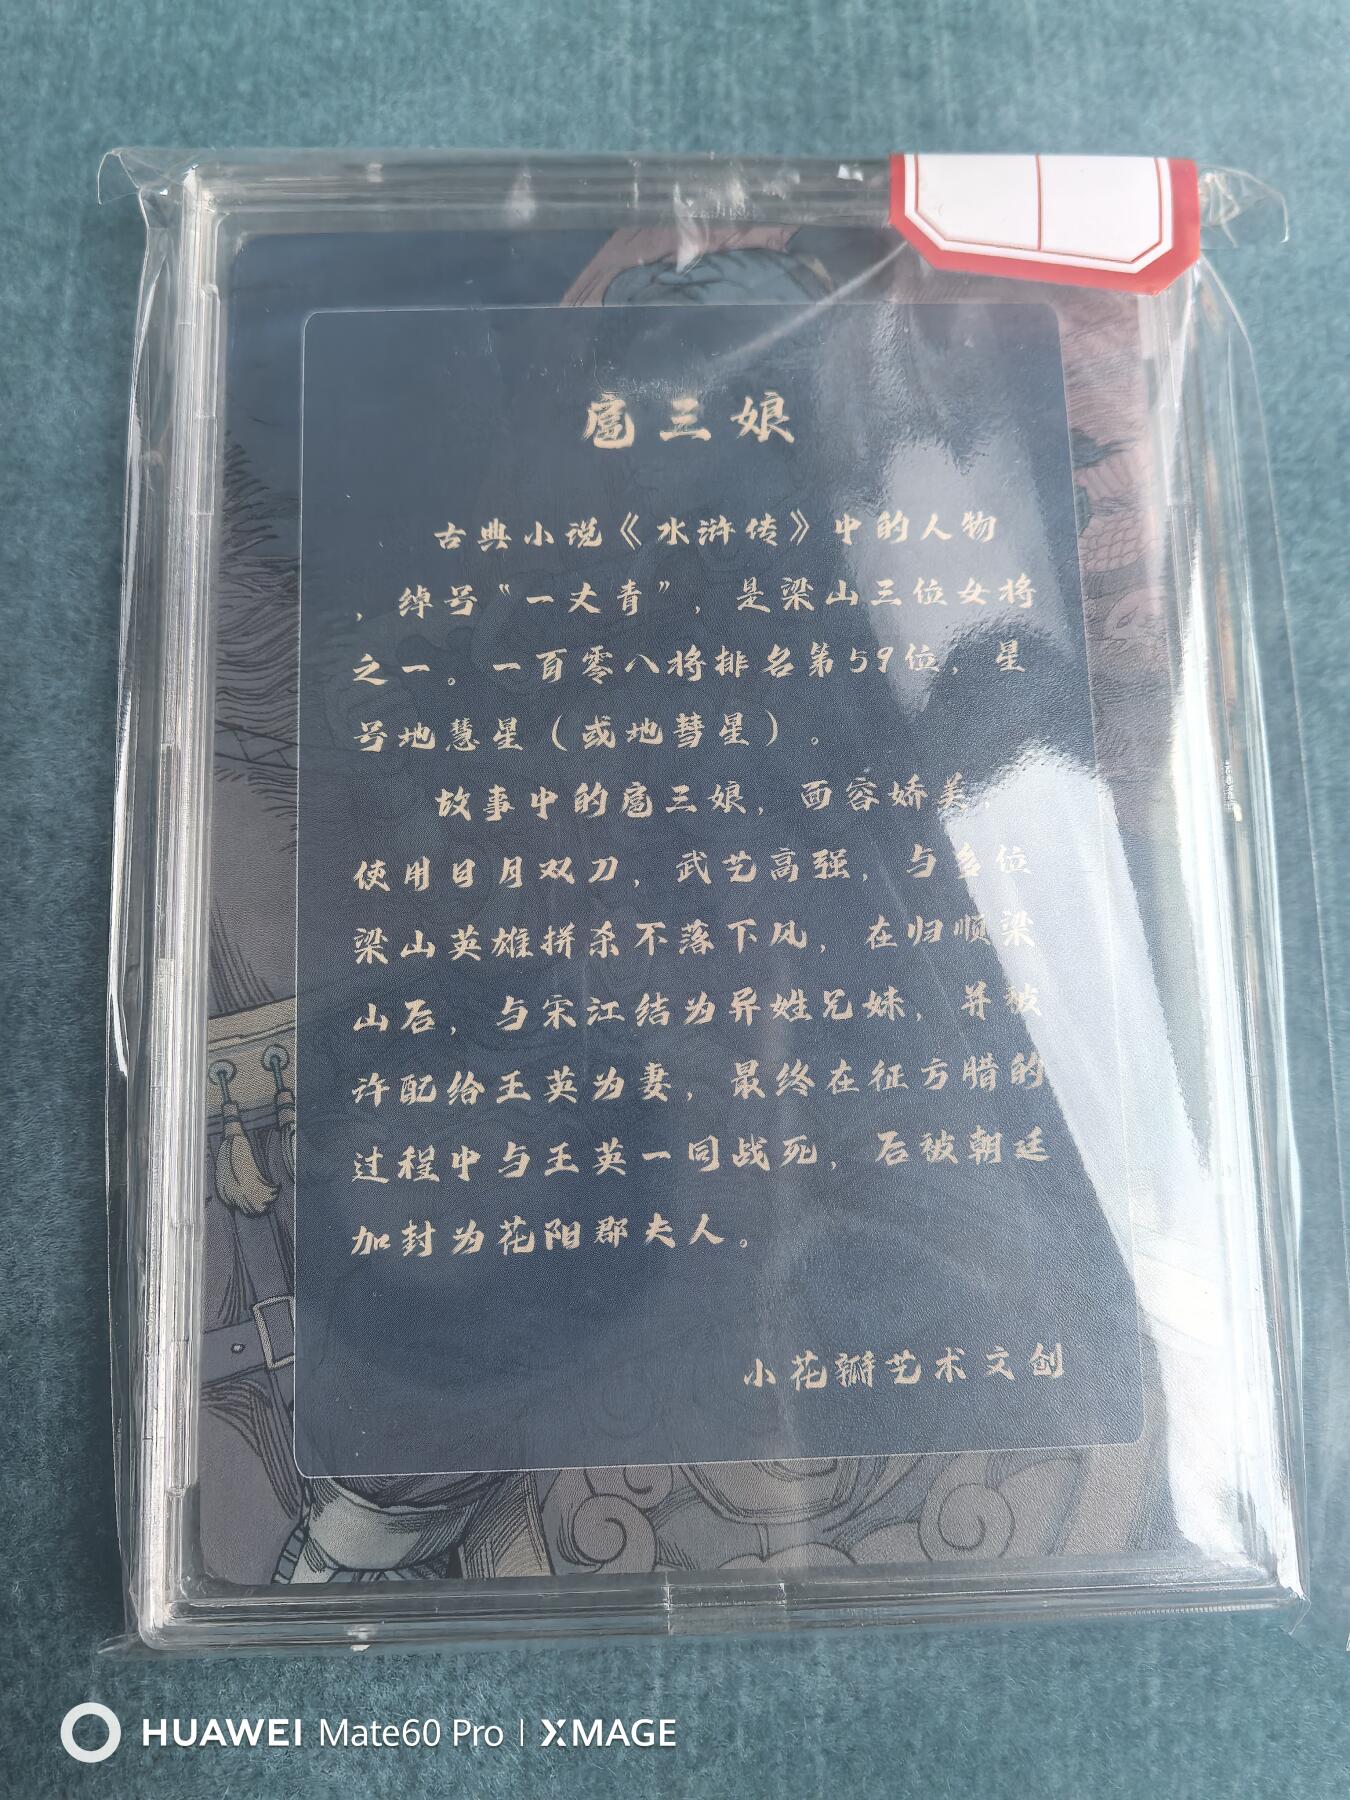 扈三娘
古典小说《水浒传》中的人物
，绰号“一丈青”，是梁山三位女将
之一。一百零八将排名第59位，星
号地慧星（或地彗星）。
故事中的扈三娘，面容娇美，
使用日月双刀，武艺高强，与多位
梁山英雄拼杀不落下风，在归顺梁
山后，与宋江结为异姓兄妹，并被
许配给王英为妻，最终在征方腊的
过程中与王英一同战死，后被朝廷
加封为花阳郡夫人。
小花瓣艺术文创
HUAWEI Mate60 Pro | XMAGE